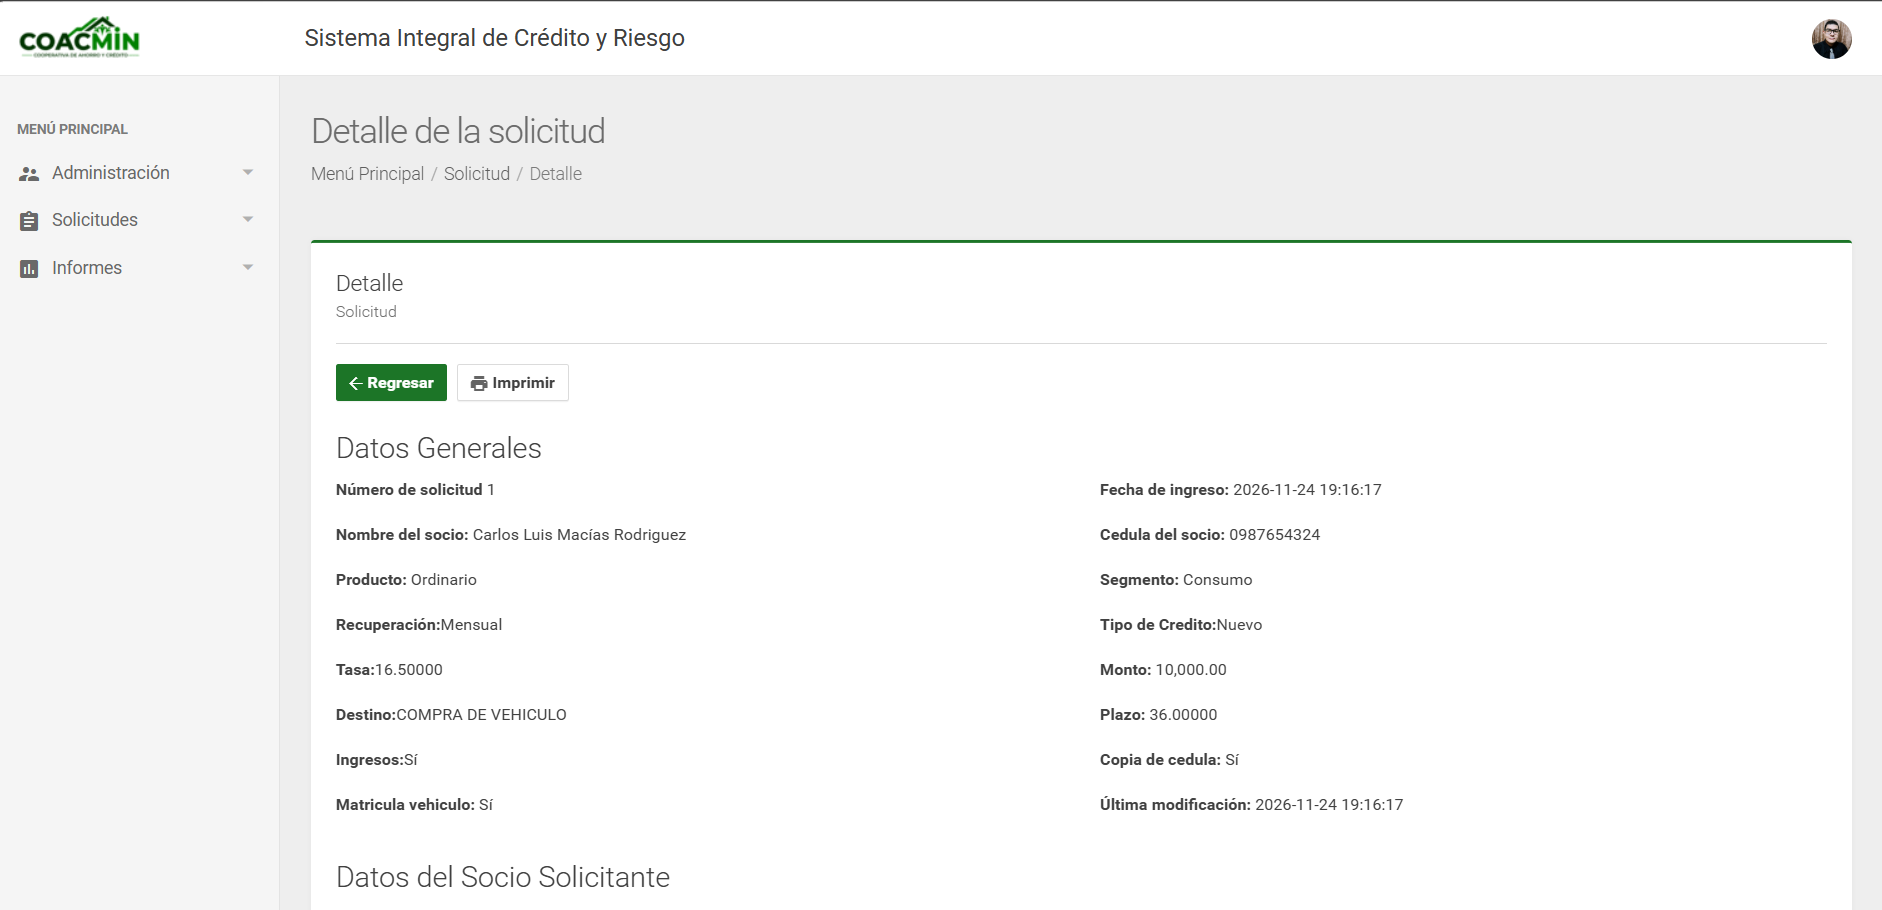 COACMIN
COOPERATIVA DE AHORRO Y CRÉDITO
Sistema Integral de Crédito y Riesgo
MENÚ PRINCIPAL
Administración
Solicitudes
Informes
Detalle de la solicitud
Menú Principal / Solicitud / Detalle
Detalle
Solicitud
Regresar
Imprimir
Datos Generales
Número de solicitud 1
Fecha de ingreso: 2026-11-24 19:16:17
Nombre del socio: Carlos Luis Macías Rodriguez
Cedula del socio: 0987654324
Producto: Ordinario
Segmento: Consumo
Recuperación:Mensual
Tipo de Credito:Nuevo
Tasa:16.50000
Monto: 10,000.00
Destino:COMPRA DE VEHICULO
Plazo: 36.00000
Ingresos:Sí
Copia de cedula: Sí
Matricula vehiculo: Sí
Última modificación: 2026-11-24 19:16:17
Datos del Socio Solicitante